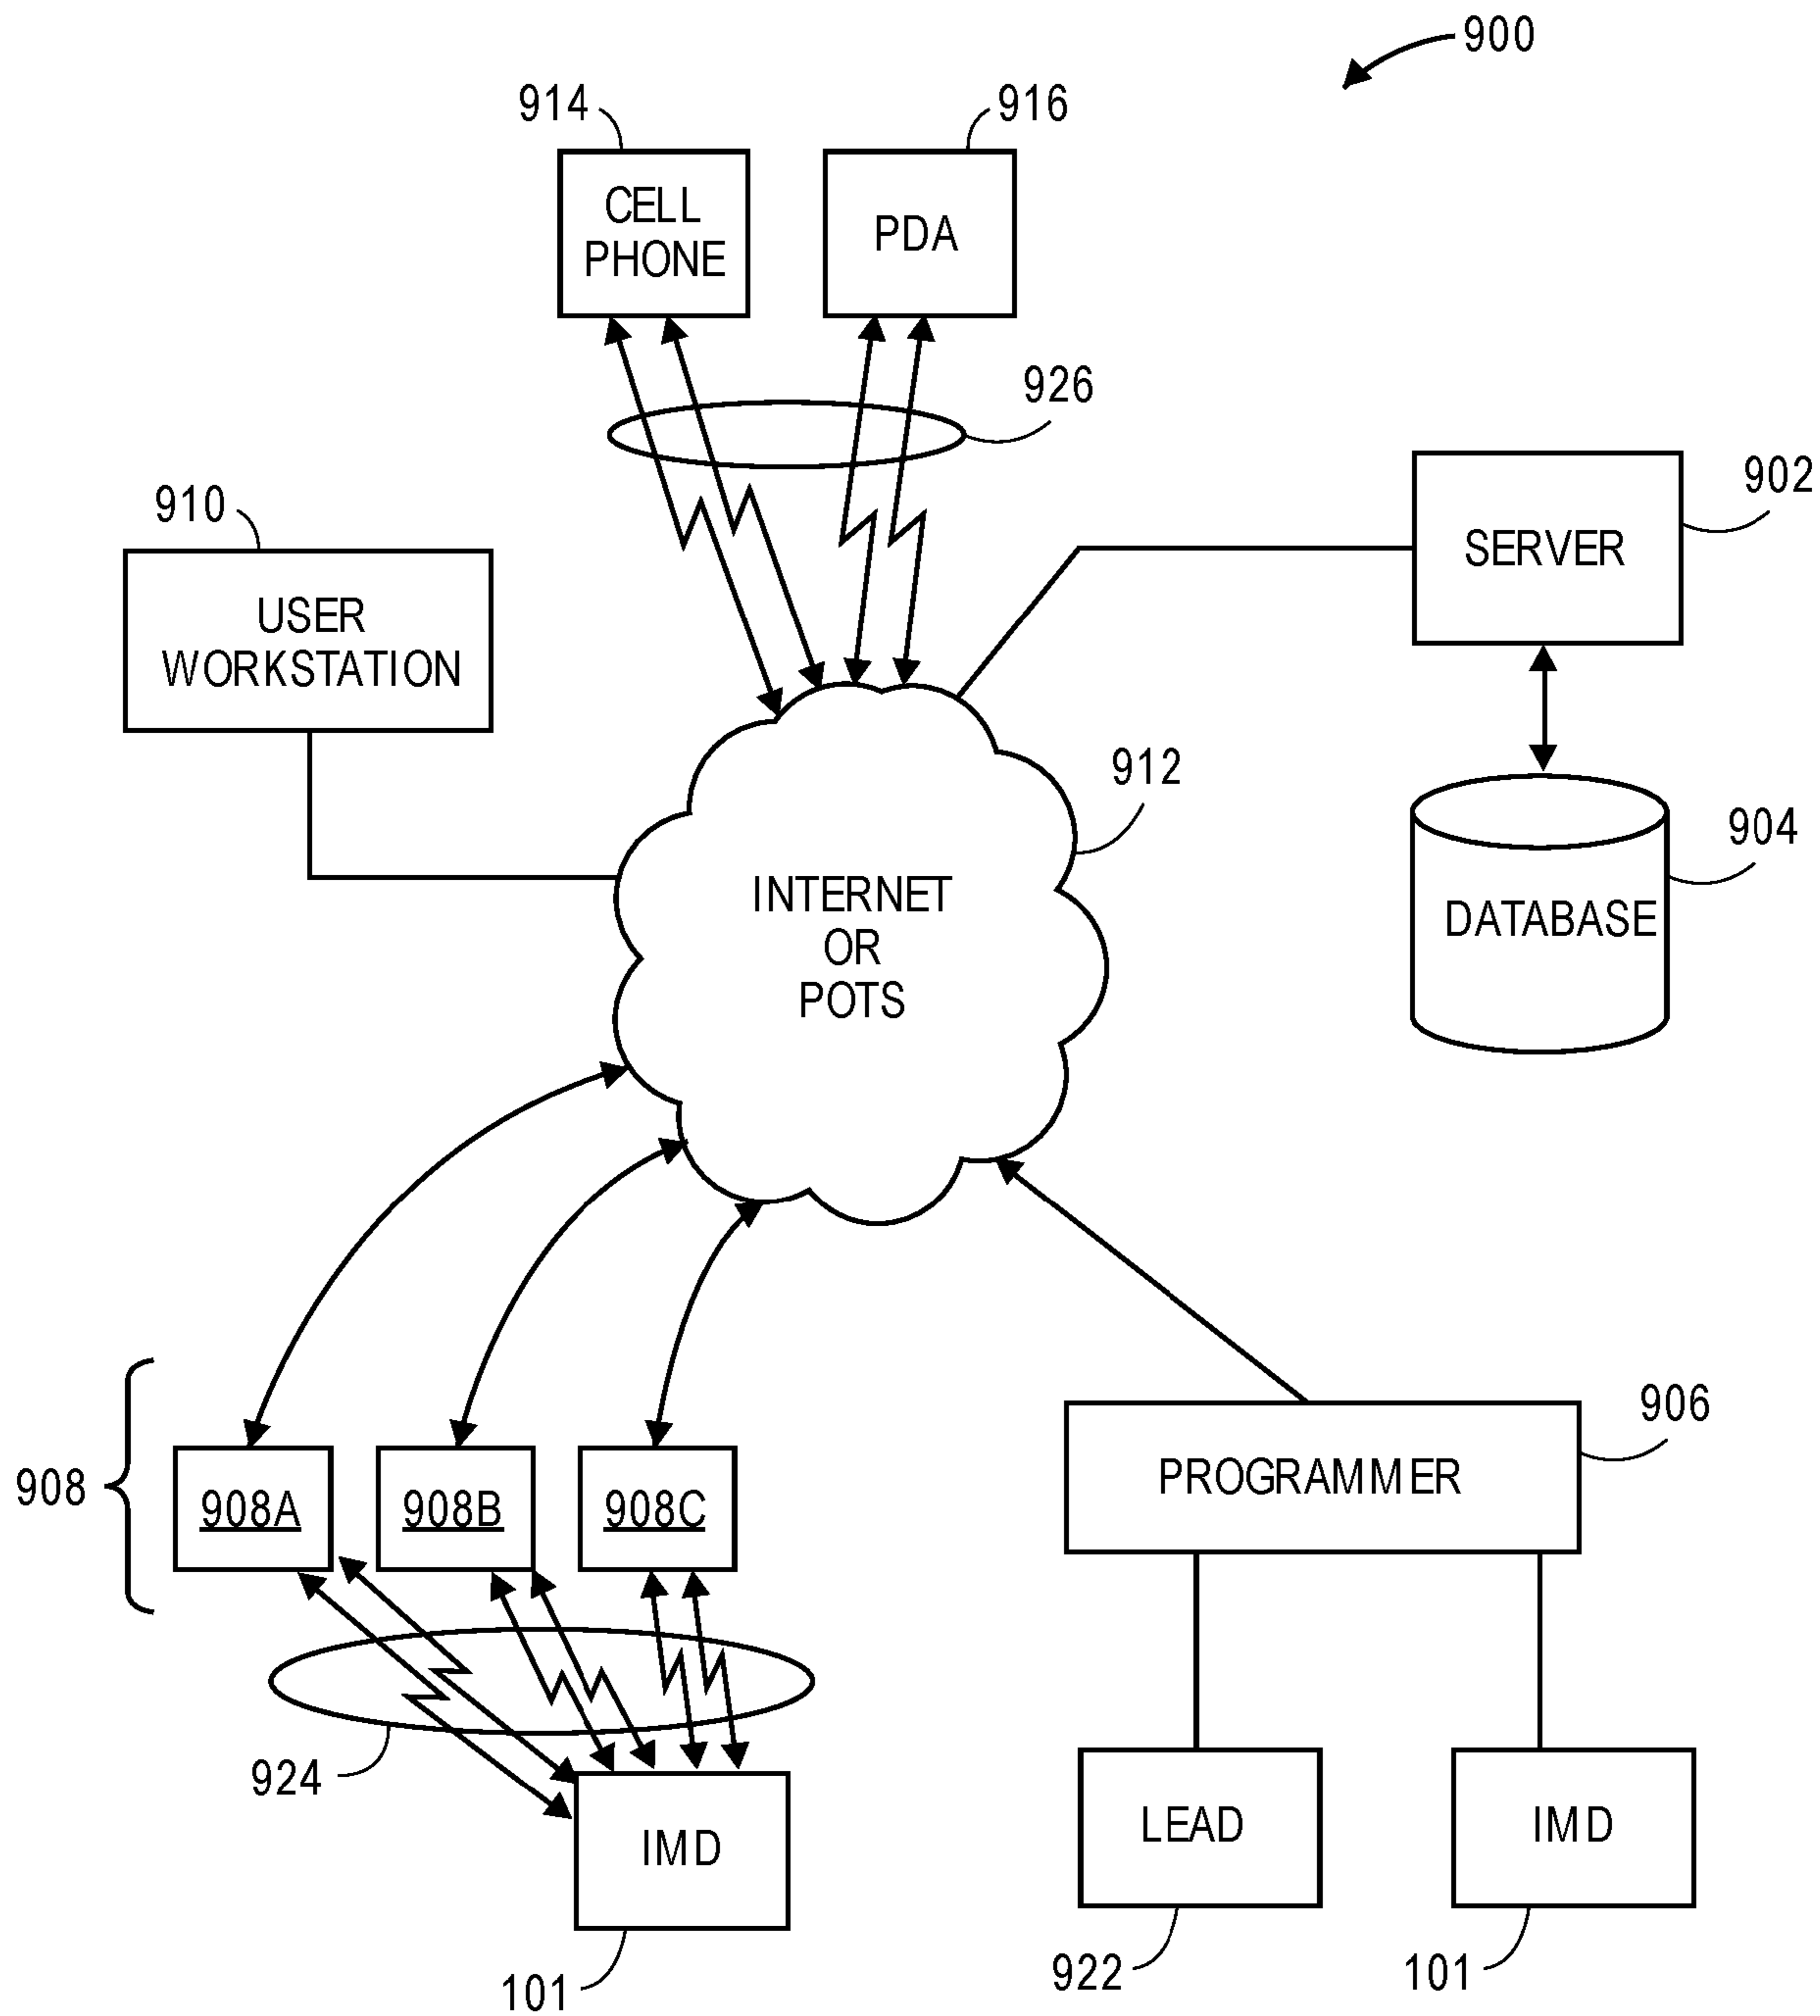 900
914
916
CELL
PHONE
PDA
926
910
902
USER
WORKSTATION
SERVER
912
904
INTERNET
OR
POTS
DATABASE
908
908A
908B
908C
906
PROGRAMMER
924
IMD
LEAD
IMD
101
922
101